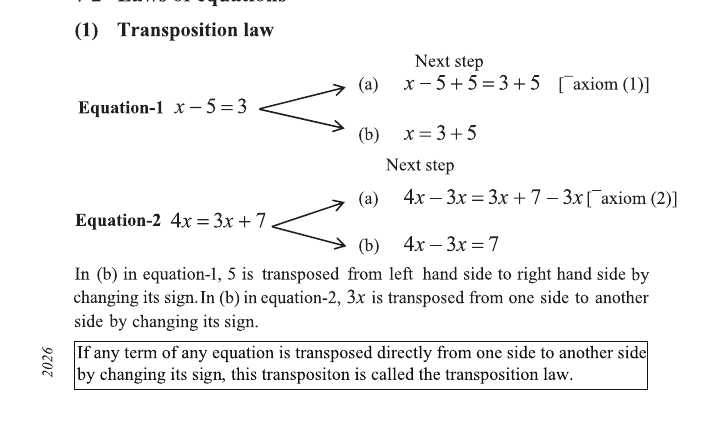 (1) Transposition law
Next step
(a) x – 5 + 5 = 3 + 5 [‾axiom (1)]
Equation-1 x – 5 = 3
(b) x = 3 + 5
Next step
(a) 4x – 3x = 3x + 7 – 3x [‾axiom (2)]
Equation-2 4x = 3x + 7
(b) 4x – 3x = 7
In (b) in equation-1, 5 is transposed from left hand side to right hand side by
changing its sign. In (b) in equation-2, 3x is transposed from one side to another
side by changing its sign.
2026
If any term of any equation is transposed directly from one side to another side
by changing its sign, this transpositon is called the transposition law.